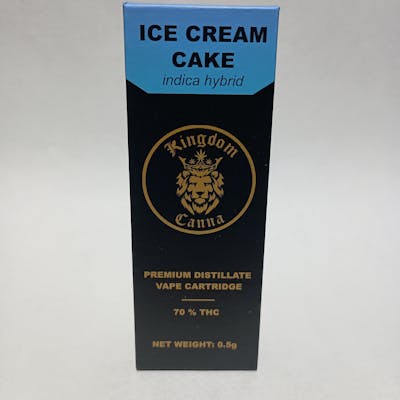 ICE CREAM
CAKE
indica hybrid
Kingdom
Canna
PREMIUM DISTILLATE
VAPE CARTRIDGE
70 % THC
NET WEIGHT: 0.5g